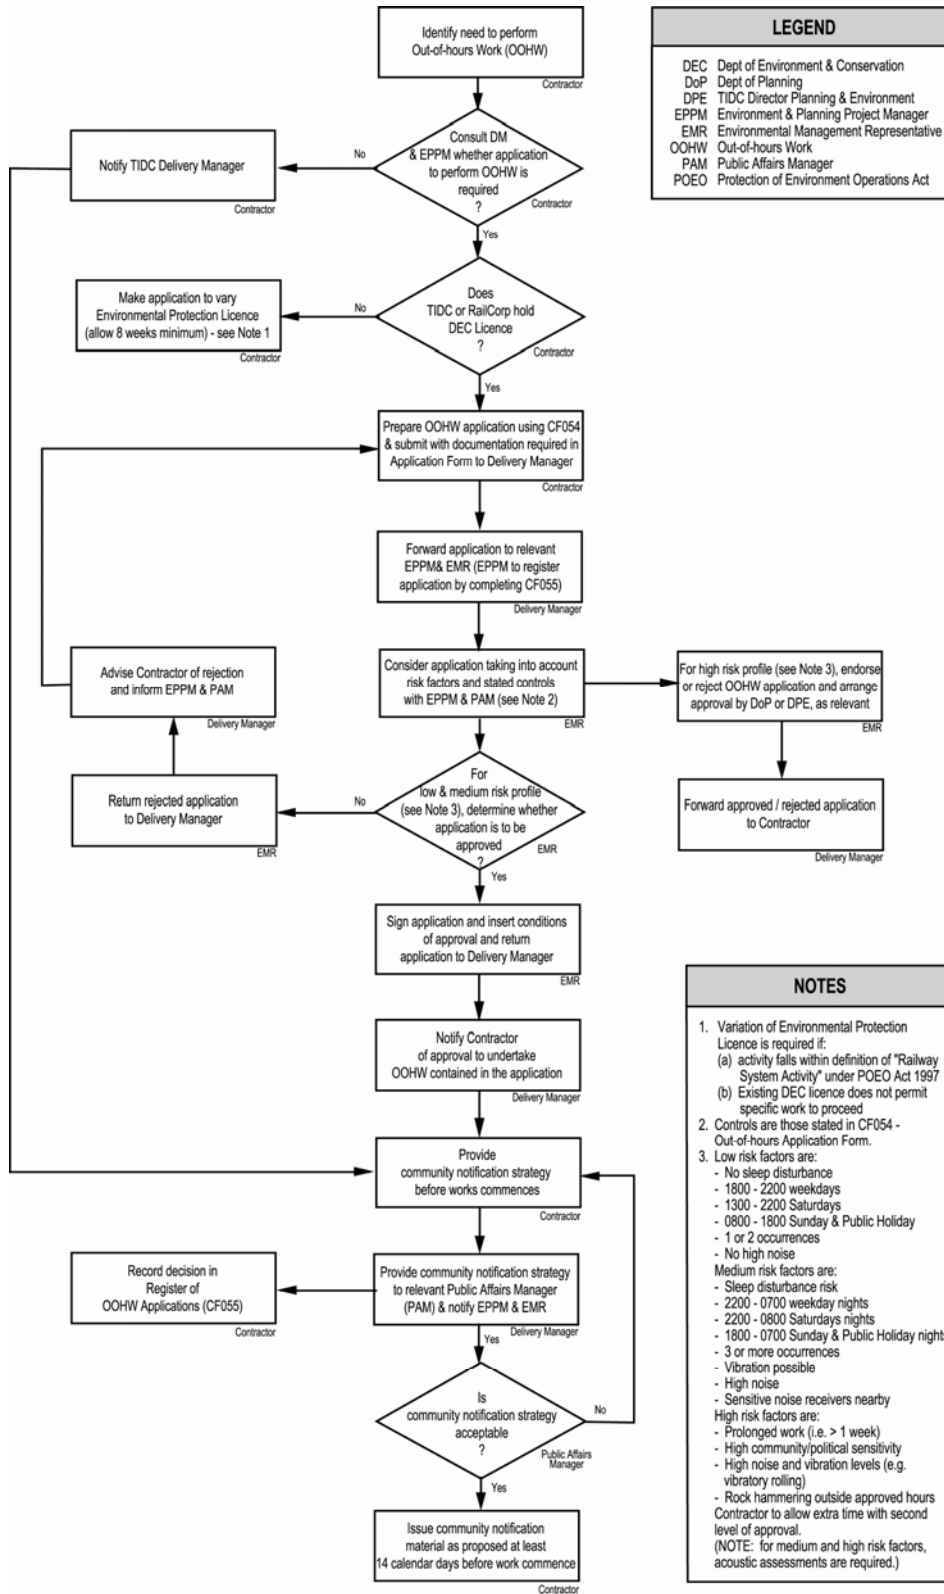 Identify need to perform
Out-of-hours Work (OOHW)
Contractor
Consult DM
& EPPM whether application
to perform OOHW is
required
?
Contractor
No
Yes
Notify TIDC Delivery Manager
Contractor
Does
TIDC or RailCorp hold
DEC Licence
?
Contractor
No
Yes
Make application to vary
Environmental Protection Licence
(allow 8 weeks minimum) - see Note 1
Contractor
Prepare OOHW application using CF054
& submit with documentation required in
Application Form to Delivery Manager
Contractor
Forward application to relevant
EPPM& EMR (EPPM to register
application by completing CF055)
Delivery Manager
Consider application taking into account
risk factors and stated controls
with EPPM & PAM (see Note 2)
EMR
For high risk profile (see Note 3), endorse
or reject OOHW application and arrange
approval by DoP or DPE, as relevant
EMR
Forward approved / rejected application
to Contractor
Delivery Manager
Advise Contractor of rejection
and inform EPPM & PAM
Delivery Manager
Return rejected application
to Delivery Manager
EMR
For
low & medium risk profile
(see Note 3), determine whether
application is to be
approved
?
EMR
No
Yes
Sign application and insert conditions
of approval and return
application to Delivery Manager
EMR
Notify Contractor
of approval to undertake
OOHW contained in the application
Delivery Manager
Provide
community notification strategy
before works commences
Contractor
Provide community notification strategy
to relevant Public Affairs Manager
(PAM) & notify EPPM & EMR
Delivery Manager
Yes
Record decision in
Register of
OOHW Applications (CF055)
Contractor
Is
community notification strategy
acceptable
?
Public Affairs
Manager
No
Yes
Issue community notification
material as proposed at least
14 calendar days before work commence
Contractor
LEGEND
DEC Dept of Environment & Conservation
DoP Dept of Planning
DPE TIDC Director Planning & Environment
EPPM Environment & Planning Project Manager
EMR Environmental Management Representative
OOHW Out-of-hours Work
PAM Public Affairs Manager
POEO Protection of Environment Operations Act
NOTES
1. Variation of Environmental Protection
Licence is required if:
(a) activity falls within definition of "Railway
System Activity" under POEO Act 1997
(b) Existing DEC licence does not permit
specific work to proceed
2. Controls are those stated in CF054 -
Out-of-hours Application Form.
3. Low risk factors are:
- No sleep disturbance
- 1800 - 2200 weekdays
- 1300 - 2200 Saturdays
- 0800 - 1800 Sunday & Public Holiday
- 1 or 2 occurrences
- No high noise
Medium risk factors are:
- Sleep disturbance risk
- 2200 - 0700 weekday nights
- 2200 - 0800 Saturdays nights
- 1800 - 0700 Sunday & Public Holiday nights
- 3 or more occurrences
- Vibration possible
- High noise
- Sensitive noise receivers nearby
High risk factors are:
- Prolonged work (i.e. > 1 week)
- High community/political sensitivity
- High noise and vibration levels (e.g.
vibratory rolling)
- Rock hammering outside approved hours
Contractor to allow extra time with second
level of approval.
(NOTE: for medium and high risk factors,
acoustic assessments are required.)